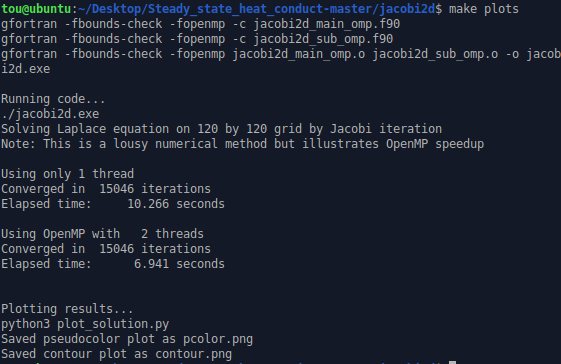 tou@ubuntu:~/Desktop/Steady_state_heat_conduct-master/jacobi2d$ make plots
gfortran -fbounds-check -fopenmp -c jacobi2d_main_omp.f90
gfortran -fbounds-check -fopenmp -c jacobi2d_sub_omp.f90
gfortran -fbounds-check -fopenmp jacobi2d_main_omp.o jacobi2d_sub_omp.o -o jacob
i2d.exe
Running code...
./jacobi2d.exe
Solving Laplace equation on 120 by 120 grid by Jacobi iteration
Note: This is a lousy numerical method but illustrates OpenMP speedup
Using only 1 thread
Converged in  15046 iterations
Elapsed time:     10.266 seconds
Using OpenMP with   2 threads
Converged in  15046 iterations
Elapsed time:      6.941 seconds
Plotting results...
python3 plot_solution.py
Saved pseudocolor plot as pcolor.png
Saved contour plot as contour.png